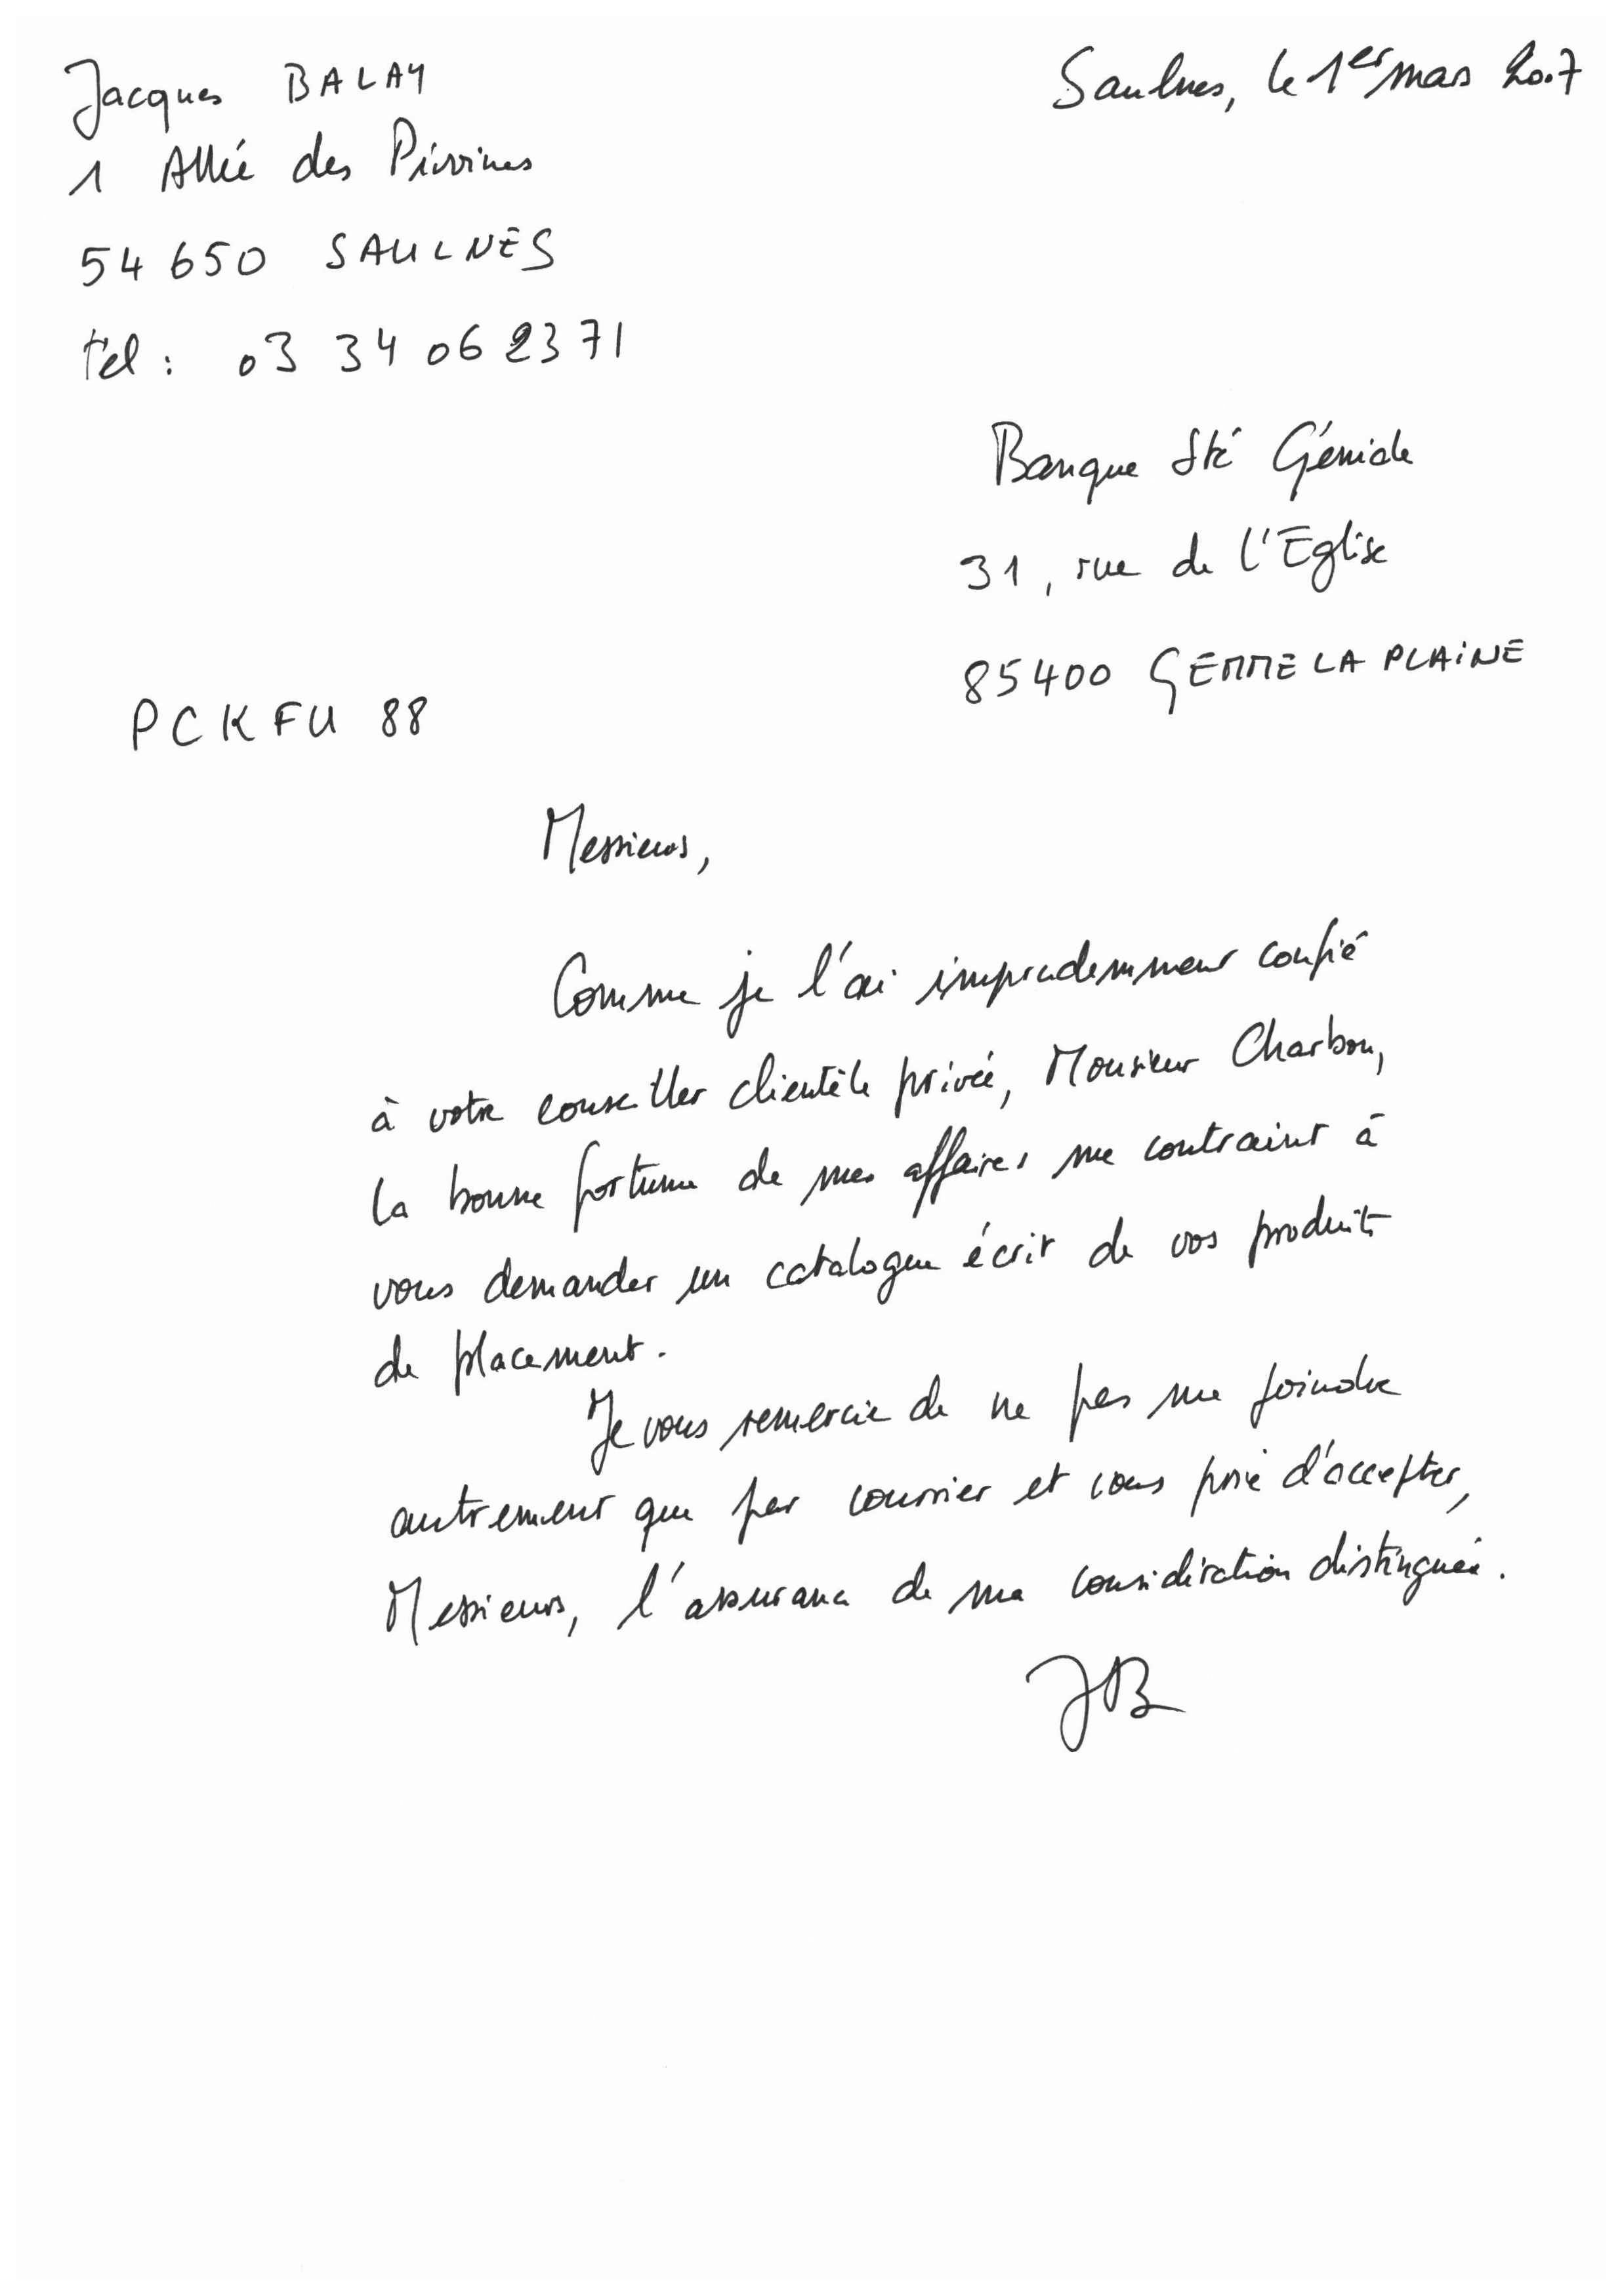 Jacques BALAY
Saulnes, le 1er mars 2007
1 Allée des Pivoines
54650 SAULNES
tel : 03 34 06 23 71
Banque Sté Géniale
31, rue de l'Eglise
85400 GEMME LA PLAINE
PCKFU 88
Messieurs,
Comme je l'ai imprudemment confié
à votre conseiller clientèle privée, Monsieur Charbon,
la bonne fortune de mes affaires me contraint à
vous demander un catalogue écrit de vos produits
de placement.
Je vous remercie de ne pas me joindre
autrement que par courrier et vous prie d'accepter,
Messieurs, l'assurance de ma considération distinguée.
JB